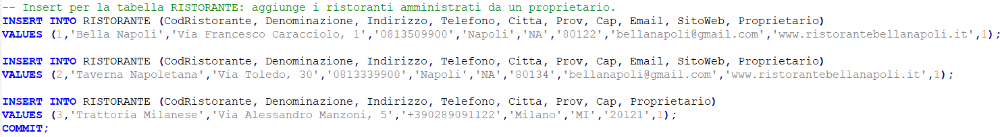 -- Insert per la tabella RISTORANTE: aggiunge i ristoranti amministrati da un proprietario.
INSERT INTO RISTORANTE (CodRistorante, Denominazione, Indirizzo, Telefono, Citta, Prov, Cap, Email, SitoWeb, Proprietario)
VALUES (1,'Bella Napoli','Via Francesco Caracciolo, 1','0813509900','Napoli','NA','80122','bellanapoli@gmail.com','www.ristorantebellanapoli.it',1);
INSERT INTO RISTORANTE (CodRistorante, Denominazione, Indirizzo, Telefono, Citta, Prov, Cap, Email, SitoWeb, Proprietario)
VALUES (2,'Taverna Napoletana','Via Toledo, 30','0813339900','Napoli','NA','80134','bellanapoli@gmail.com','www.ristorantebellanapoli.it',1);
INSERT INTO RISTORANTE (CodRistorante, Denominazione, Indirizzo, Telefono, Citta, Prov, Cap, Proprietario)
VALUES (3,'Trattoria Milanese','Via Alessandro Manzoni, 5','+390289091122','Milano','MI','20121',1);
COMMIT;